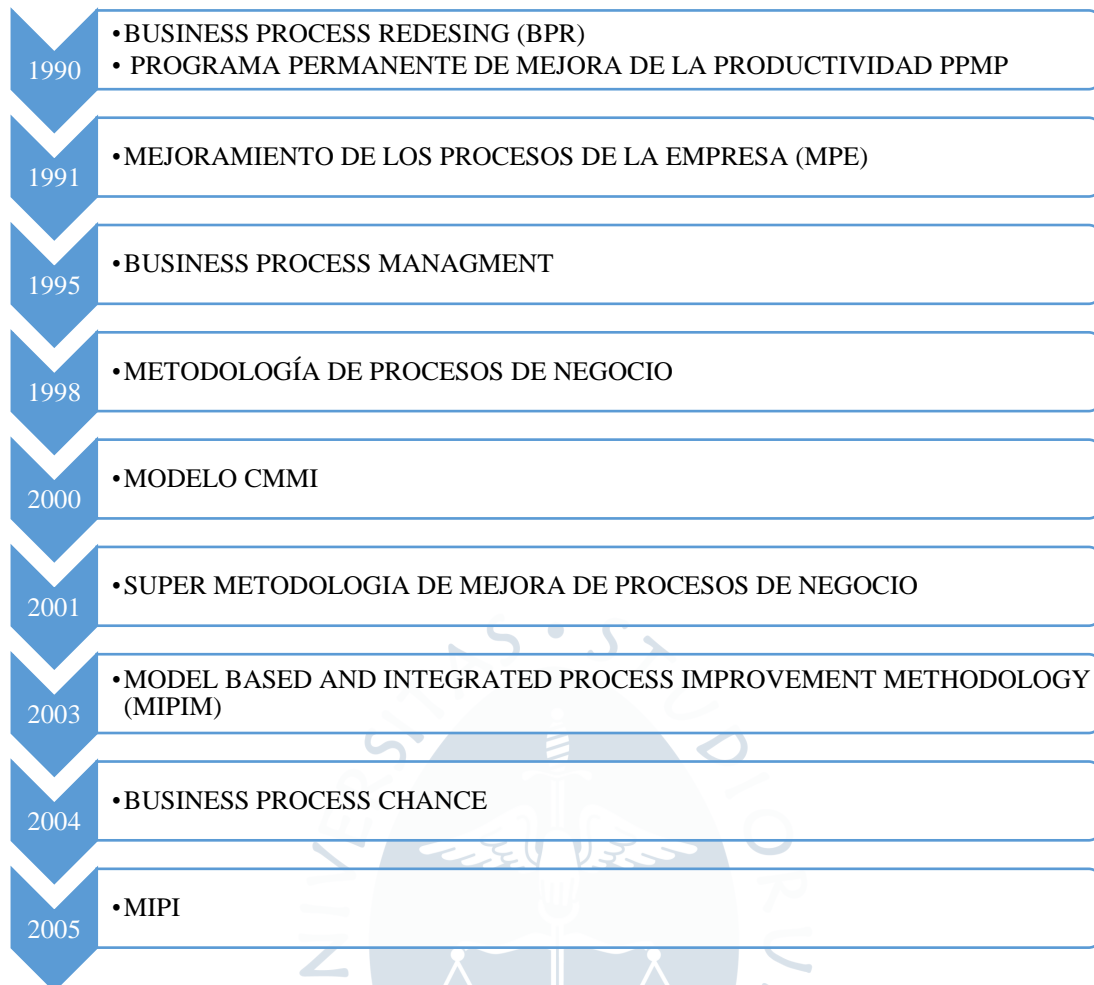 1990
•BUSINESS PROCESS REDESING (BPR)
• PROGRAMA PERMANENTE DE MEJORA DE LA PRODUCTIVIDAD PPMP
1991
•MEJORAMIENTO DE LOS PROCESOS DE LA EMPRESA (MPE)
1995
•BUSINESS PROCESS MANAGMENT
1998
•METODOLOGÍA DE PROCESOS DE NEGOCIO
2000
•MODELO CMMI
2001
•SUPER METODOLOGIA DE MEJORA DE PROCESOS DE NEGOCIO
2003
•MODEL BASED AND INTEGRATED PROCESS IMPROVEMENT METHODOLOGY
(MIPIM)
2004
•BUSINESS PROCESS CHANCE
2005
•MIPI